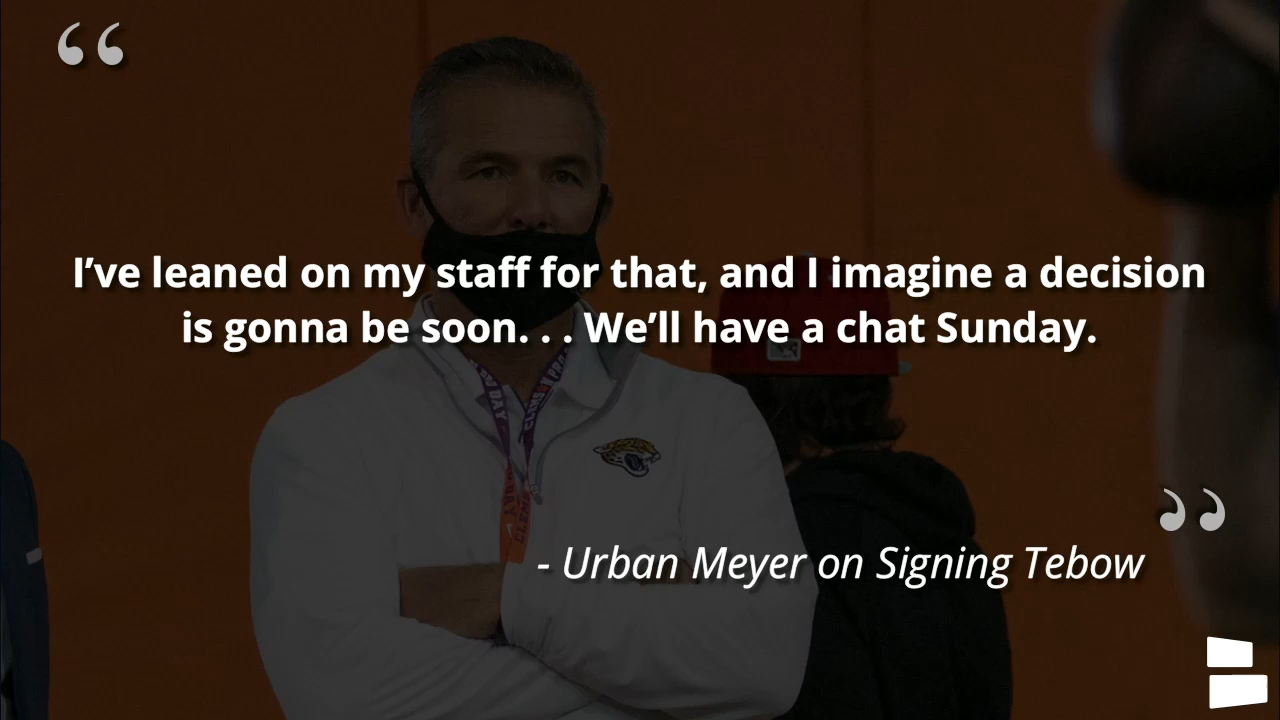 “
I’ve leaned on my staff for that, and I imagine a decision
is gonna be soon. . . We’ll have a chat Sunday.
”
- Urban Meyer on Signing Tebow